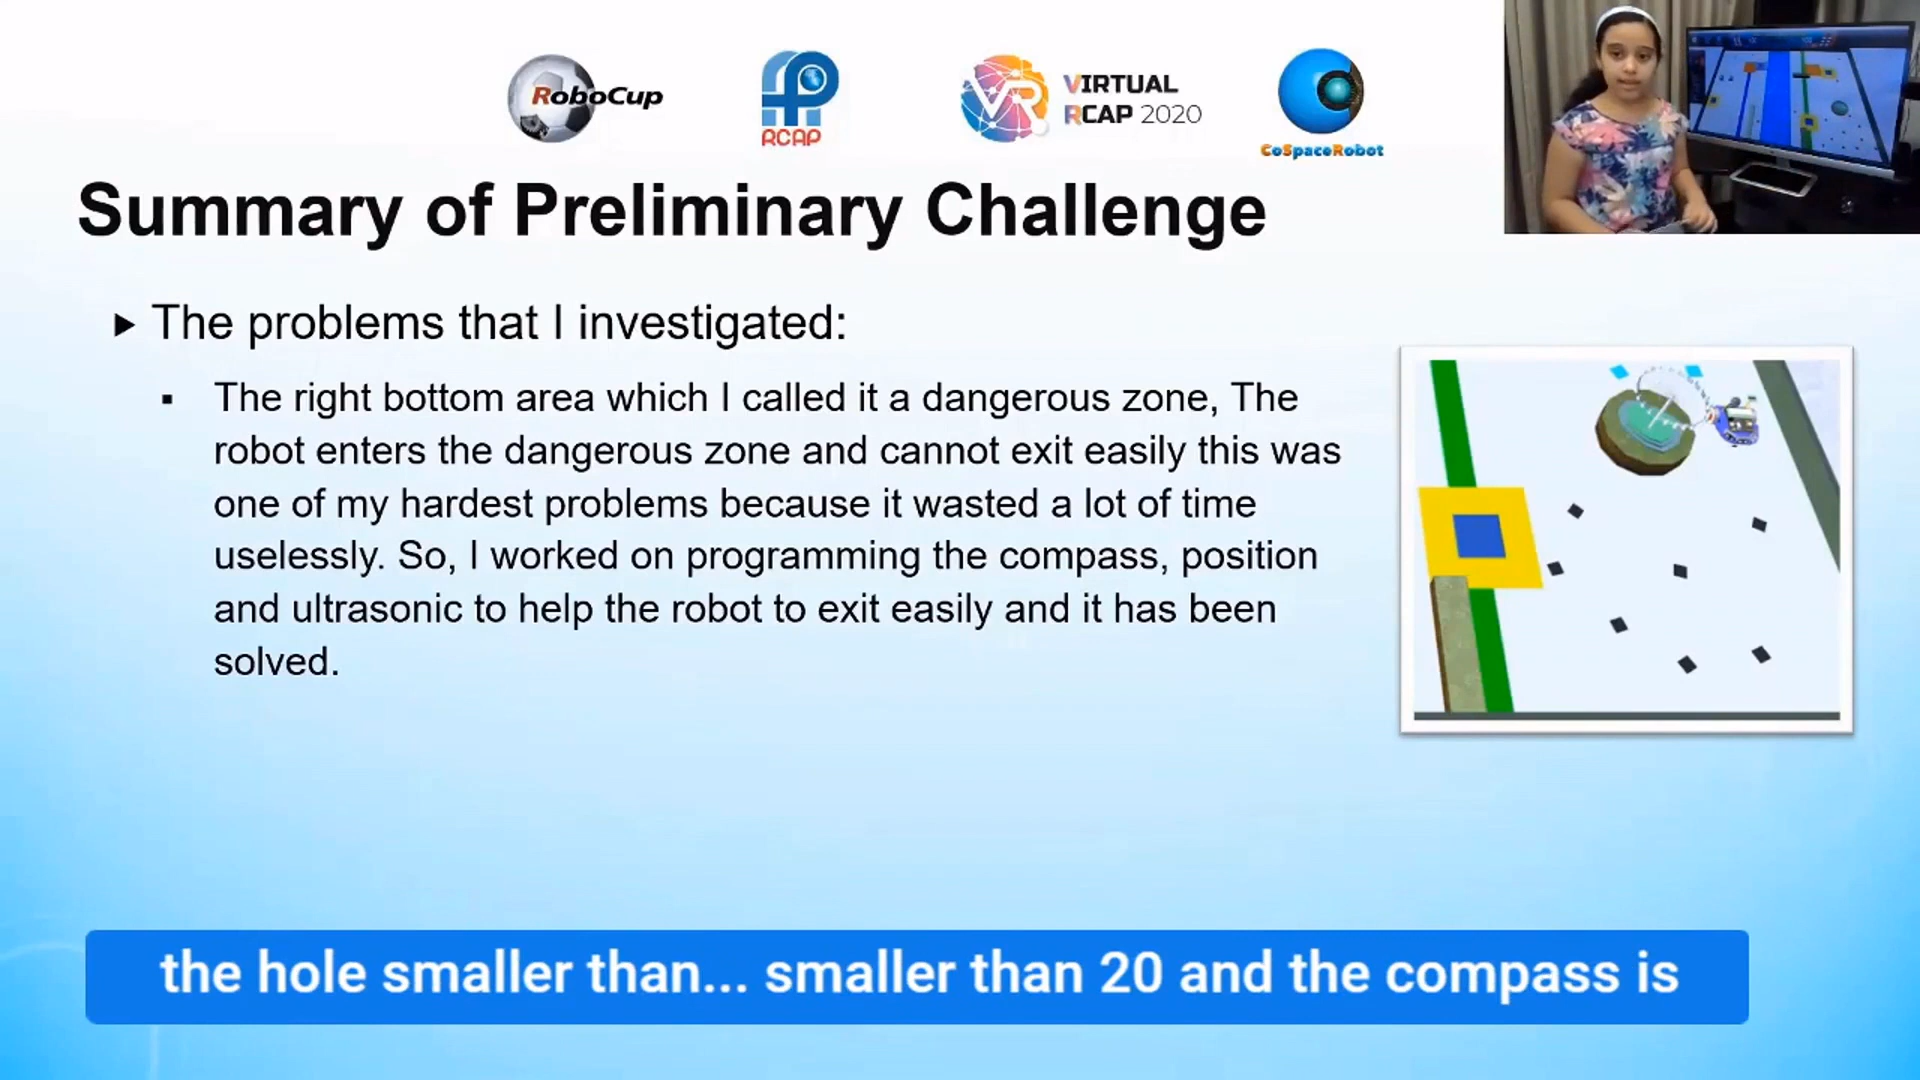 RoboCup
RCAP
VIRTUAL
RCAP 2020
VR
CoSpaceRobot
Summary of Preliminary Challenge
The problems that I investigated:
The right bottom area which I called it a dangerous zone, The
robot enters the dangerous zone and cannot exit easily this was
one of my hardest problems because it wasted a lot of time
uselessly. So, I worked on programming the compass, position
and ultrasonic to help the robot to exit easily and it has been
solved.
the hole smaller than... smaller than 20 and the compass is